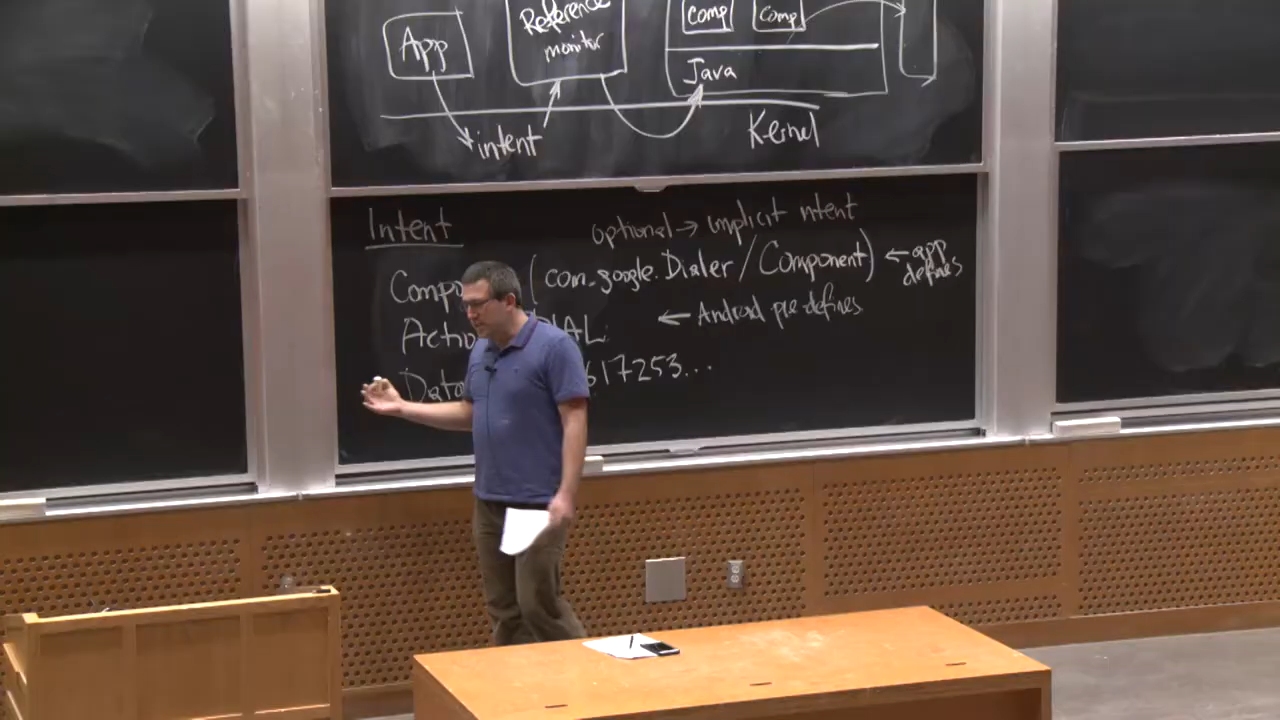 comp comp
App Reference monitor
Java
intent
Kernel
Intent optional → implicit intent
(com.google.Dialer/Component) ← app defines
← Android pre-defines
617253...